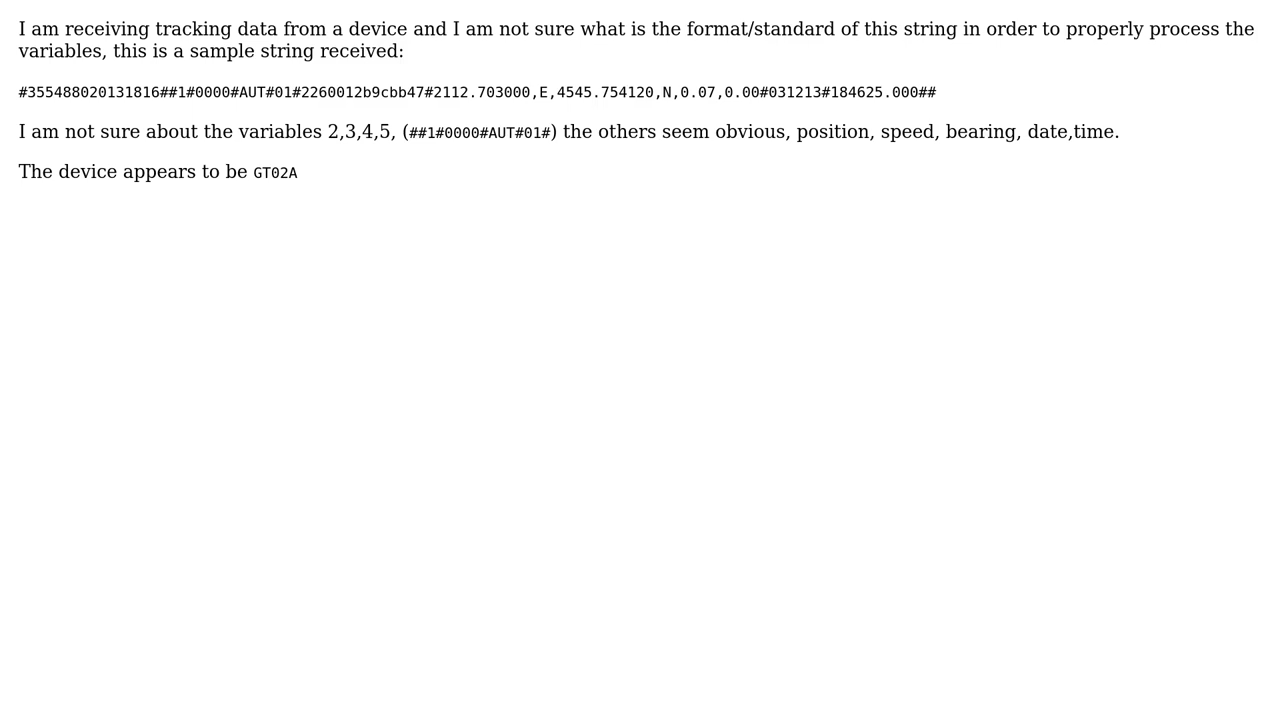 I am receiving tracking data from a device and I am not sure what is the format/standard of this string in order to properly process the
variables, this is a sample string received:
#355488020131816##1#0000#AUT#01#2260012b9cbb47#2112.703000,E,4545.754120,N,0.07,0.00#031213#184625.000##
I am not sure about the variables 2,3,4,5, (##1#0000#AUT#01#) the others seem obvious, position, speed, bearing, date,time.
The device appears to be GT02A